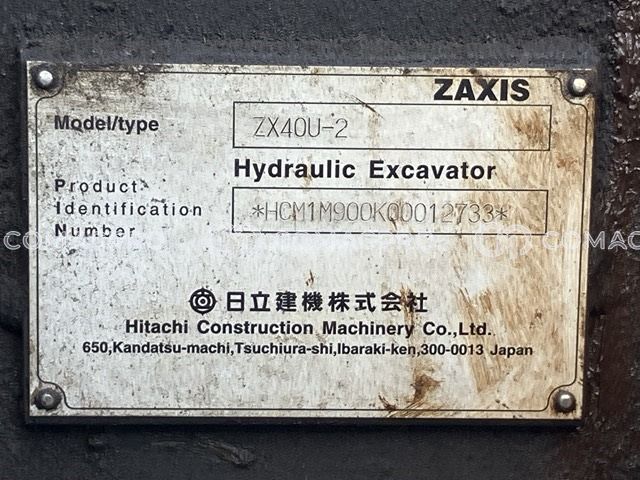 ZAXIS
Model/type
ZX40U-2
Hydraulic Excavator
Product
Identification
Number
*HCM1M900K00012733*
日立建機株式会社
Hitachi Construction Machinery Co.,Ltd.
650,Kandatsu-machi,Tsuchiura-shi,Ibaraki-ken,300-0013 Japan